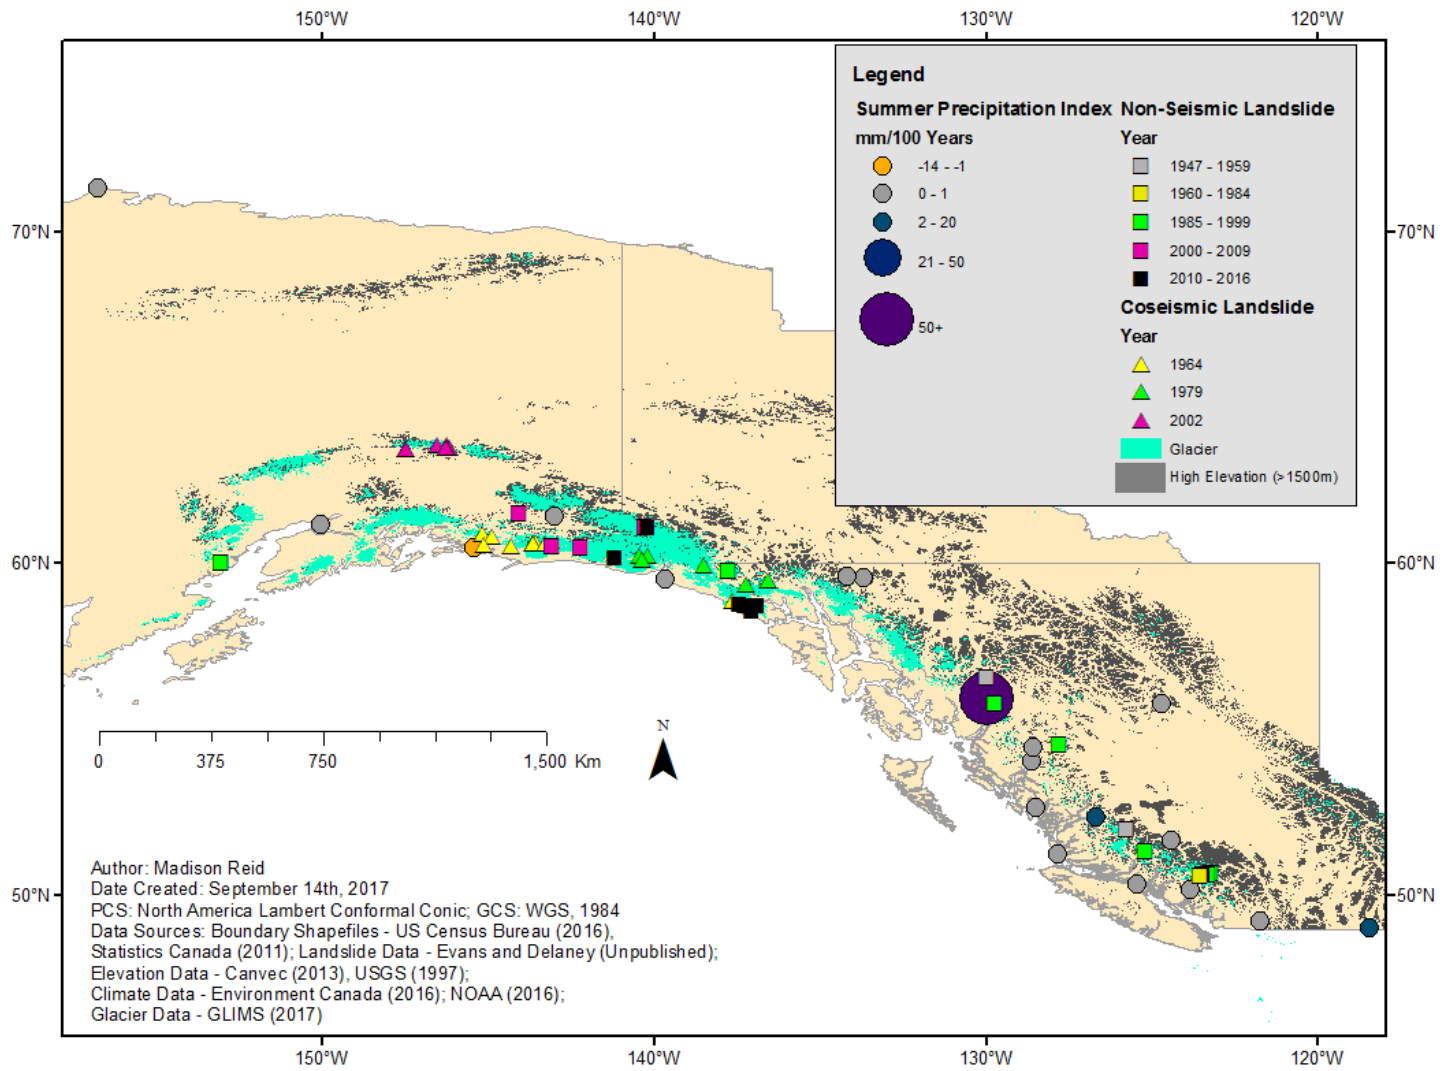 150°W 140°W 130°W 120°W
Legend
Summer Precipitation Index
mm/100 Years
-14 - -1
0 - 1
2 - 20
21 - 50
50+
Non-Seismic Landslide
Year
1947 - 1959
1960 - 1984
1985 - 1999
2000 - 2009
2010 - 2016
Coseismic Landslide
Year
1964
1979
2002
Glacier
High Elevation (>1500m)
70°N 70°N
60°N 60°N
N
0 375 750 1,500 Km
50°N 50°N
Author: Madison Reid
Date Created: September 14th, 2017
PCS: North America Lambert Conformal Conic; GCS: WGS, 1984
Data Sources: Boundary Shapefiles - US Census Bureau (2016),
Statistics Canada (2011); Landslide Data - Evans and Delaney (Unpublished);
Elevation Data - Canvec (2013), USGS (1997);
Climate Data - Environment Canada (2016); NOAA (2016);
Glacier Data - GLIMS (2017)
150°W 140°W 130°W 120°W